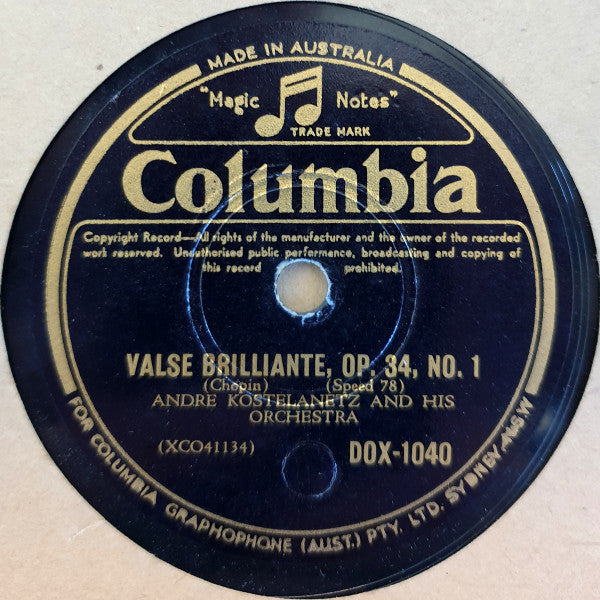 MADE IN AUSTRALIA
"Magic Notes"
TRADE MARK
Columbia
Copyright Record—All rights of the manufacturer and the owner of the recorded
work reserved. Unauthorised public performance, broadcasting and copying of
this record prohibited.
VALSE BRILLIANTE, OP. 34, NO. 1
(Chopin) (Speed 78)
ANDRE KOSTELANETZ AND HIS
ORCHESTRA
(XCO41134) DOX-1040
FOR COLUMBIA GRAPHOPHONE (AUST.) PTY. LTD. SYDNEY. N.S.W